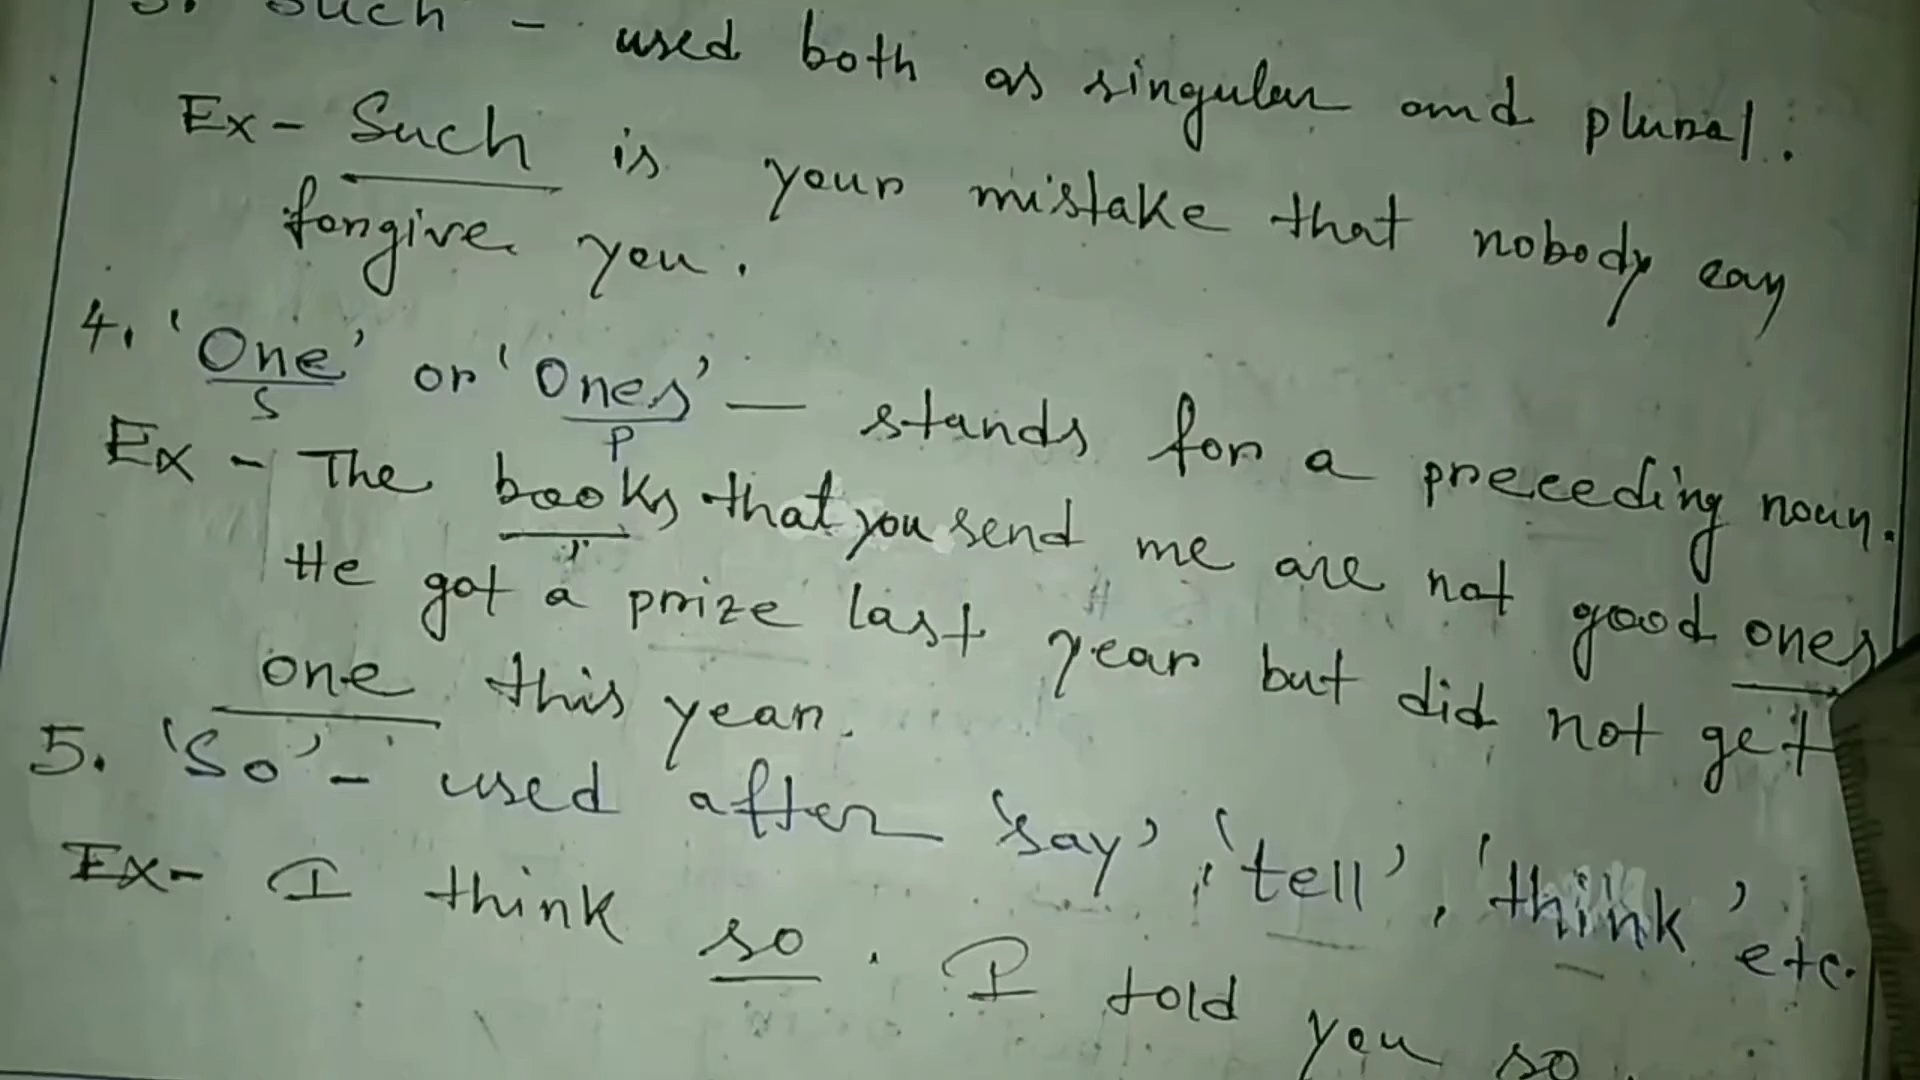 3. Such - used both as singular and plural.
Ex- Such is your mistake that nobody can
forgive you.
4. 'One' or 'Ones' — stands for a preceding noun.
S P
Ex - The books that you send me are not good ones
He got a prize last year but did not get
one this year.
5. 'So' - used after 'say', 'tell', 'think' etc.
Ex- I think so. I told you so.